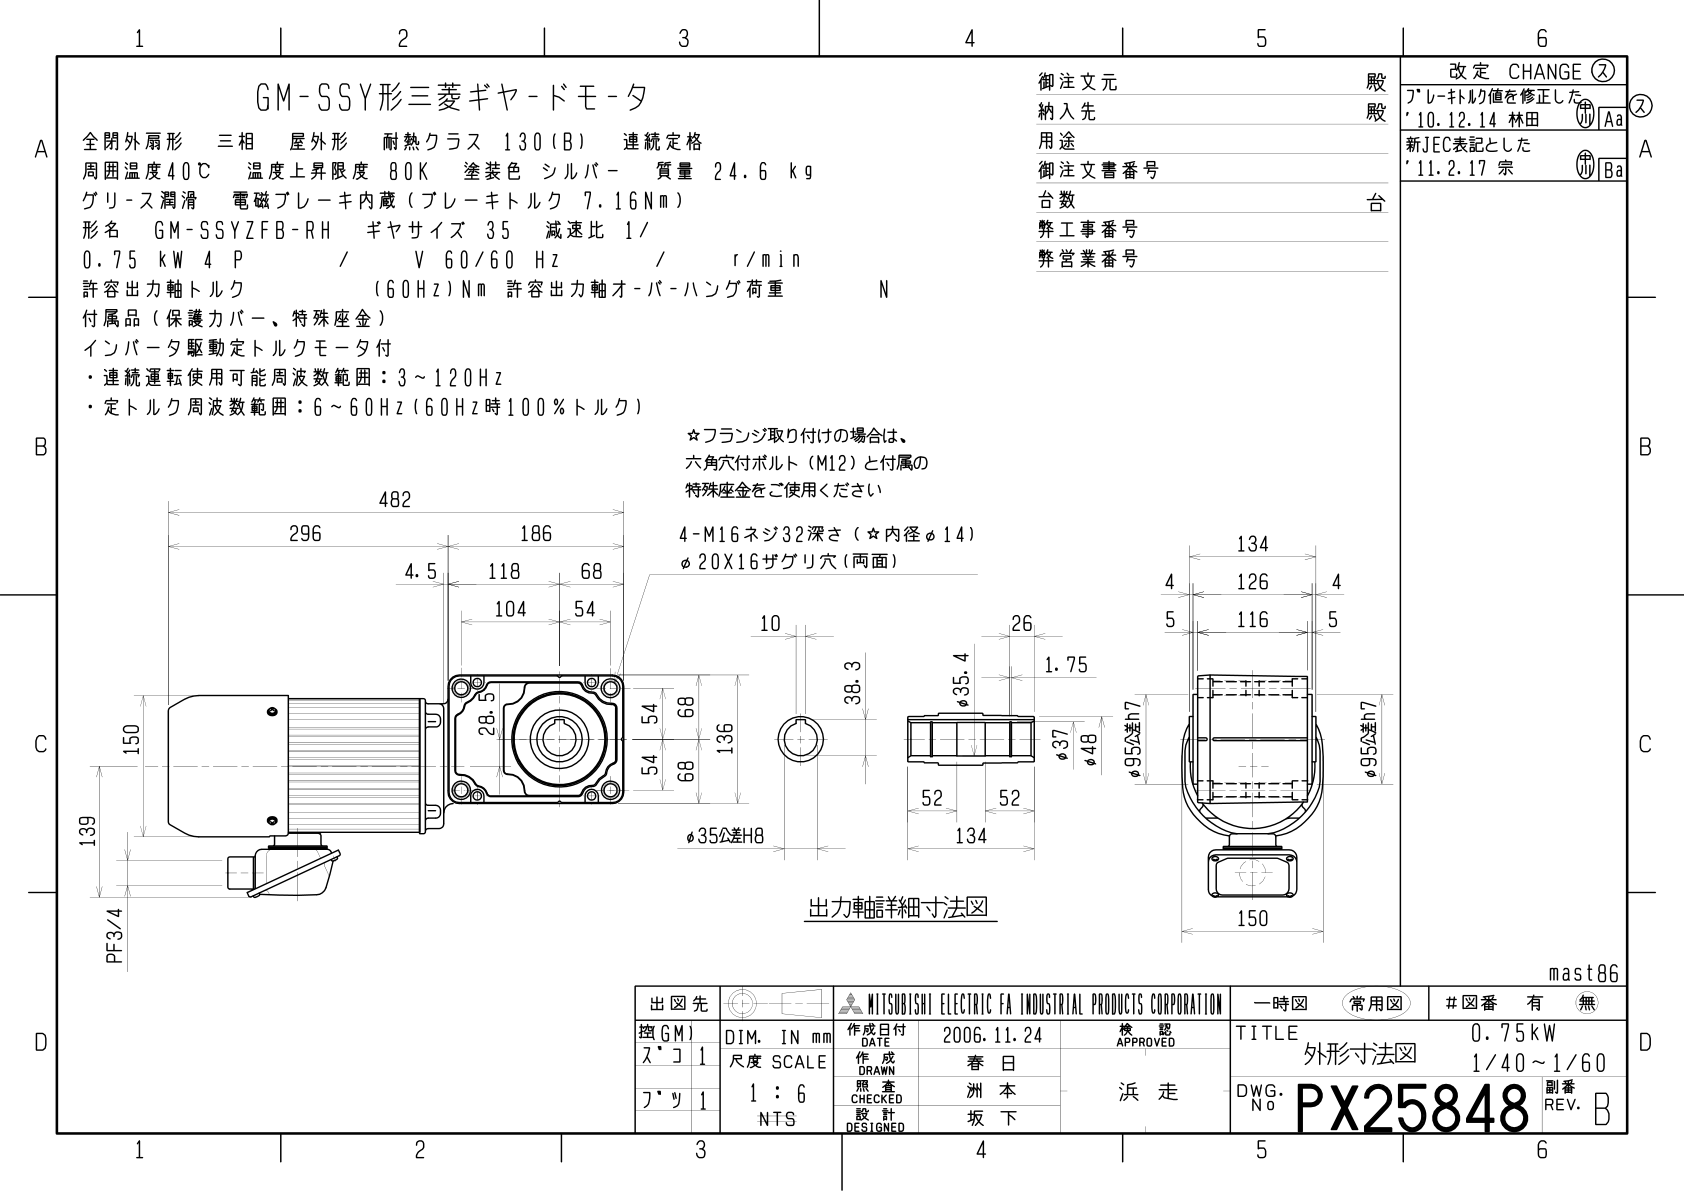 1 2 3 4 5 6
A
B
C
D
GM-SSY形三菱ギヤードモータ
全閉外扇形 三相 屋外形 耐熱クラス 130(B) 連続定格
周囲温度40℃ 温度上昇限度 80K 塗装色 シルバー 質量 24.6 kg
グリース潤滑 電磁ブレーキ内蔵(ブレーキトルク 7.16Nm)
形名 GM-SSYZFB-RH ギヤサイズ 35 減速比 1/
0.75 kW 4 P / V 60/60 Hz / r/min
許容出力軸トルク (60Hz)Nm 許容出力軸オーバーハング荷重 N
付属品(保護カバー、特殊座金)
インバータ駆動定トルクモータ付
・連続運転使用可能周波数範囲:3~120Hz
・定トルク周波数範囲:6~60Hz(60Hz時100%トルク)
御注文元 殿
納入先 殿
用途
御注文書番号
台数 台
弊工事番号
弊営業番号
改定 CHANGE ス
ブレーキトルク値を修正した
'10.12.14 林田 中川 Aa
ス
新JEC表記とした
'11.2.17 宗 中川 Ba
A
B
C
D
☆フランジ取り付けの場合は、
六角穴付ボルト(M12)と付属の
特殊座金をご使用ください
4-M16ネジ32深さ(☆内径φ14)
φ20X16ザグリ穴(両面)
482
296 186
4.5 118 68
104 54
150
139
PF3/4
28.5
54 68
54 68
136
10
38.3
φ35公差H8
26
1.75
φ35.4
φ37
φ48
52 52
134
134
4 126 4
5 116 5
φ95公差h7
φ95公差h7
150
出力軸詳細寸法図
mast86
出図先
控(GM)
ズコ 1
ブツ 1
DIM. IN mm
尺度 SCALE
1 : 6
NTS
MITSUBISHI ELECTRIC FA INDUSTRIAL PRODUCTS CORPORATION
作成日付 DATE 2006.11.24
作成 DRAWN 春日
照査 CHECKED 洲本
設計 DESIGNED 坂下
検認 APPROVED
浜走
一時図 常用図 #図番 有 無
TITLE 外形寸法図
0.75kW
1/40~1/60
DWG. No PX25848 副番 REV. B
1 2 3 4 5 6